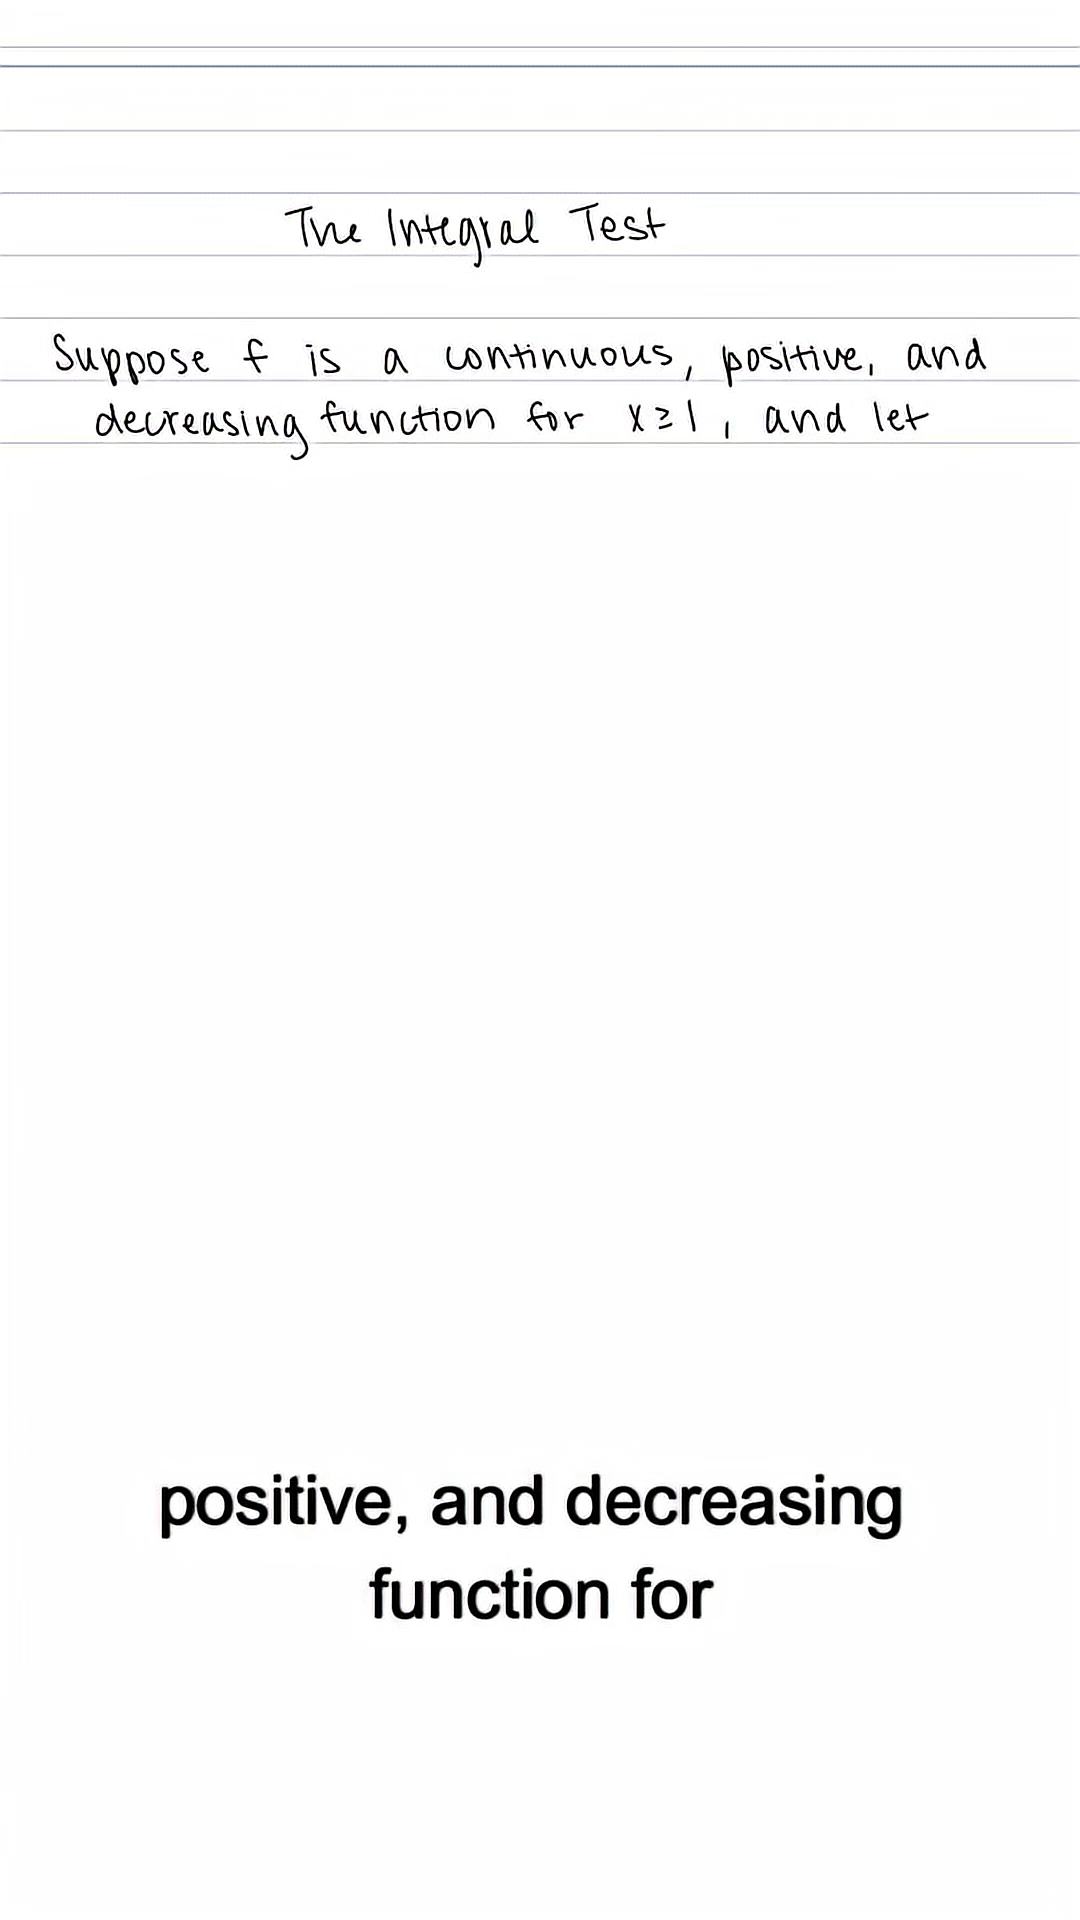 The Integral Test
Suppose f is a continuous, positive, and
decreasing function for x ≥ 1, and let
positive, and decreasing
function for